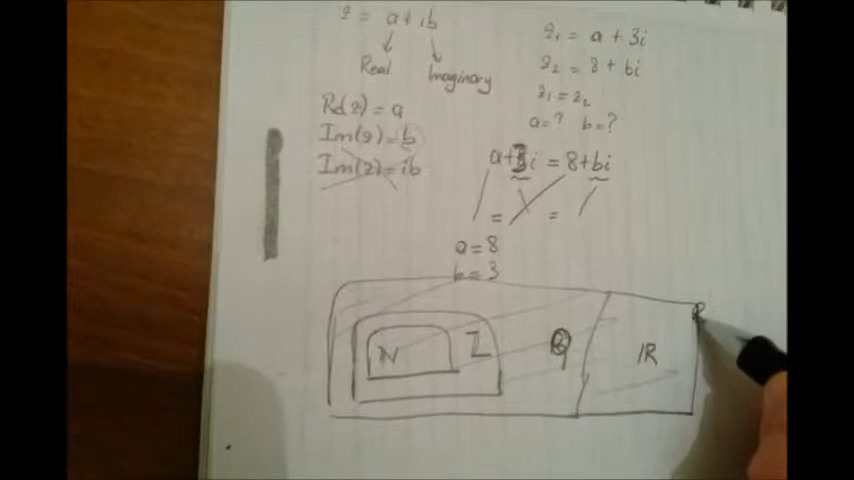 z = a + ib
Real
Imaginary
Re(z) = a
Im(z) = b
Im(z) = ib
z₁ = a + 3i
z₂ = 8 + bi
z₁ = z₂
a = ? b = ?
a + 3i = 8 + bi
= =
a = 8
b = 3
N Z Q IR
R